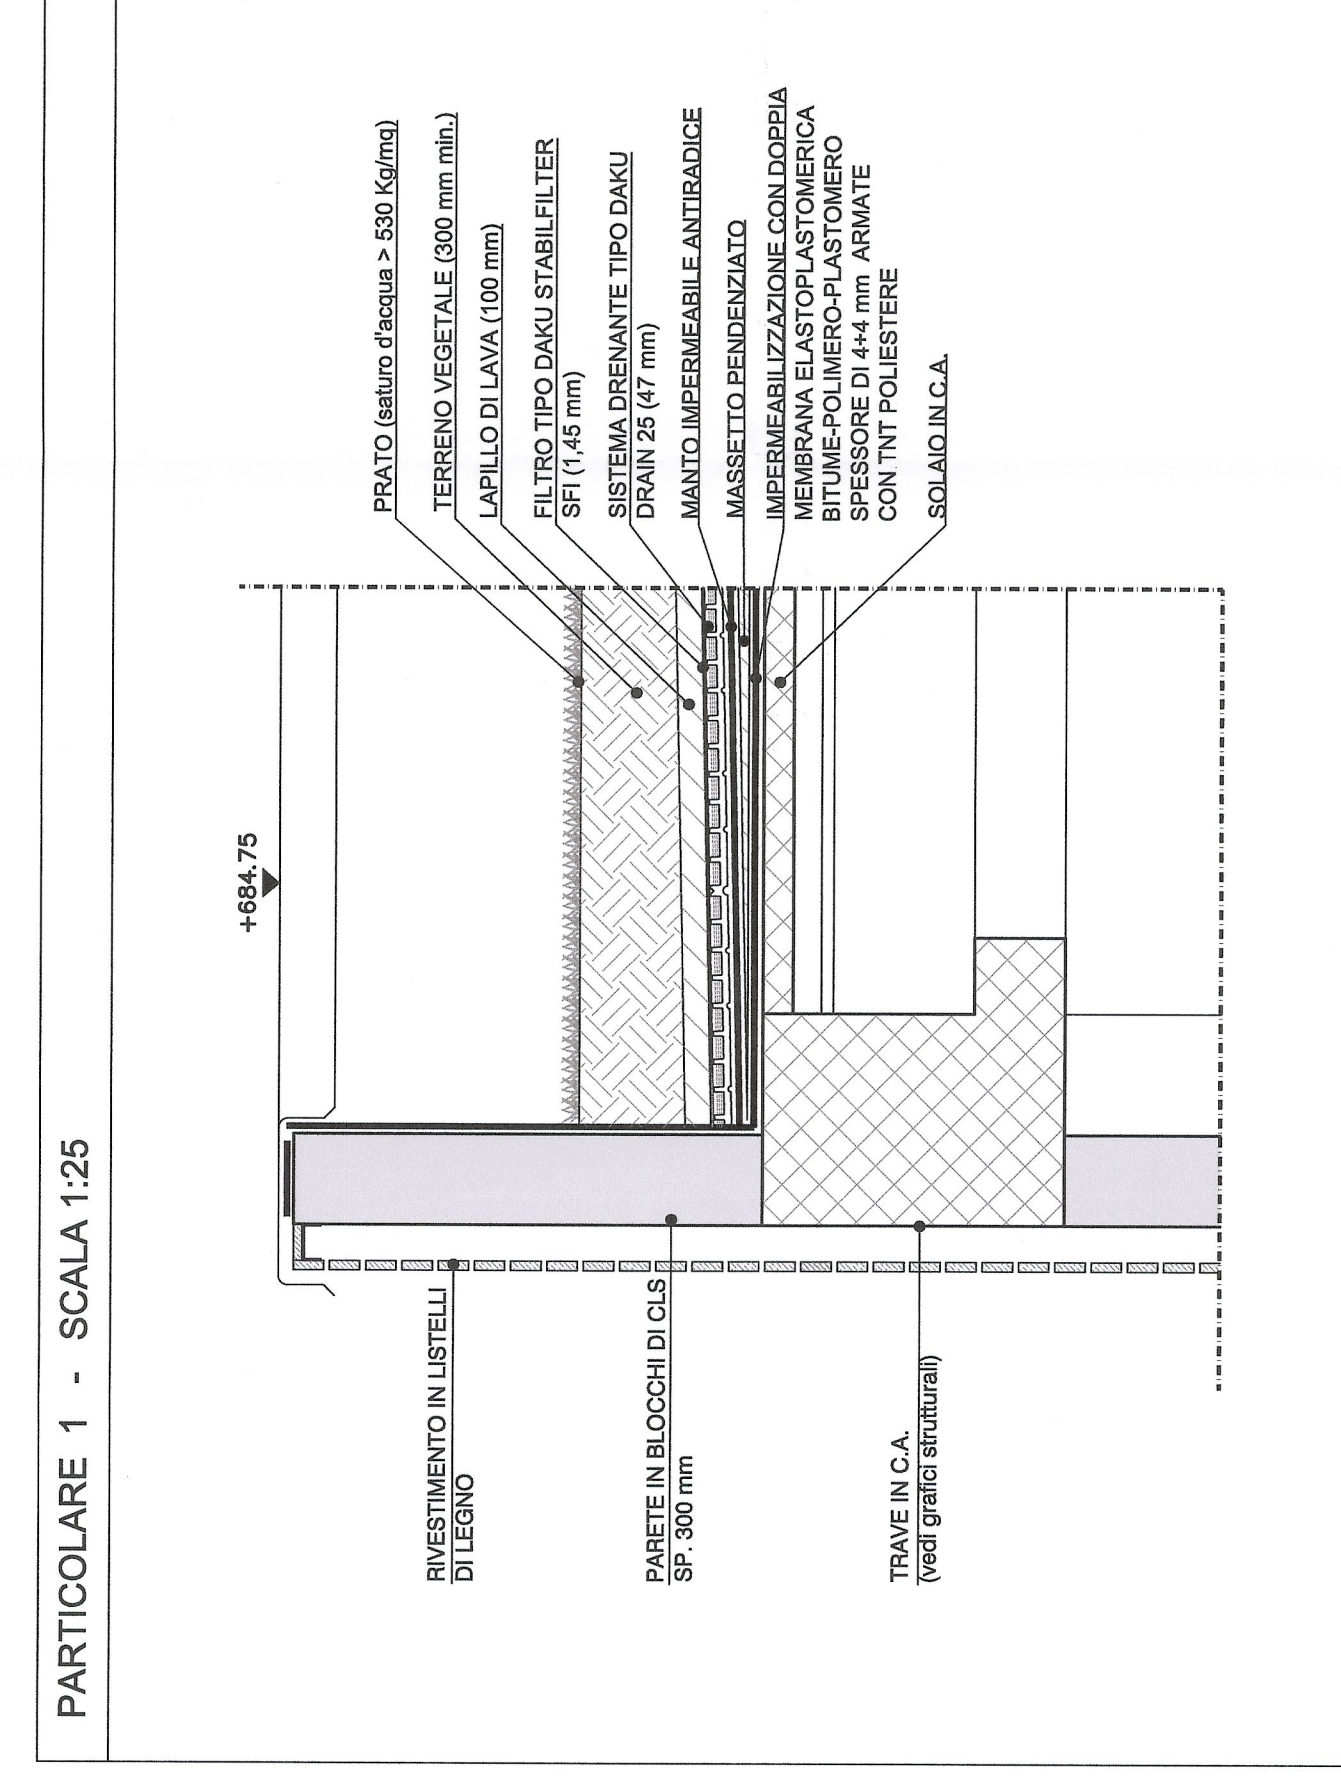 PARTICOLARE 1 - SCALA 1:25
+684.75
PRATO (saturo d'acqua > 530 Kg/mq)
TERRENO VEGETALE (300 mm min.)
LAPILLO DI LAVA (100 mm)
FILTRO TIPO DAKU STABILFILTER
SFI (1,45 mm)
SISTEMA DRENANTE TIPO DAKU
DRAIN 25 (47 mm)
MANTO IMPERMEABILE ANTIRADICE
MASSETTO PENDENZIATO
IMPERMEABILIZZAZIONE CON DOPPIA
MEMBRANA ELASTOPLASTOMERICA
BITUME-POLIMERO-PLASTOMERO
SPESSORE DI 4+4 mm ARMATE
CON TNT POLIESTERE
SOLAIO IN C.A.
RIVESTIMENTO IN LISTELLI
DI LEGNO
PARETE IN BLOCCHI DI CLS
SP. 300 mm
TRAVE IN C.A.
(vedi grafici strutturali)